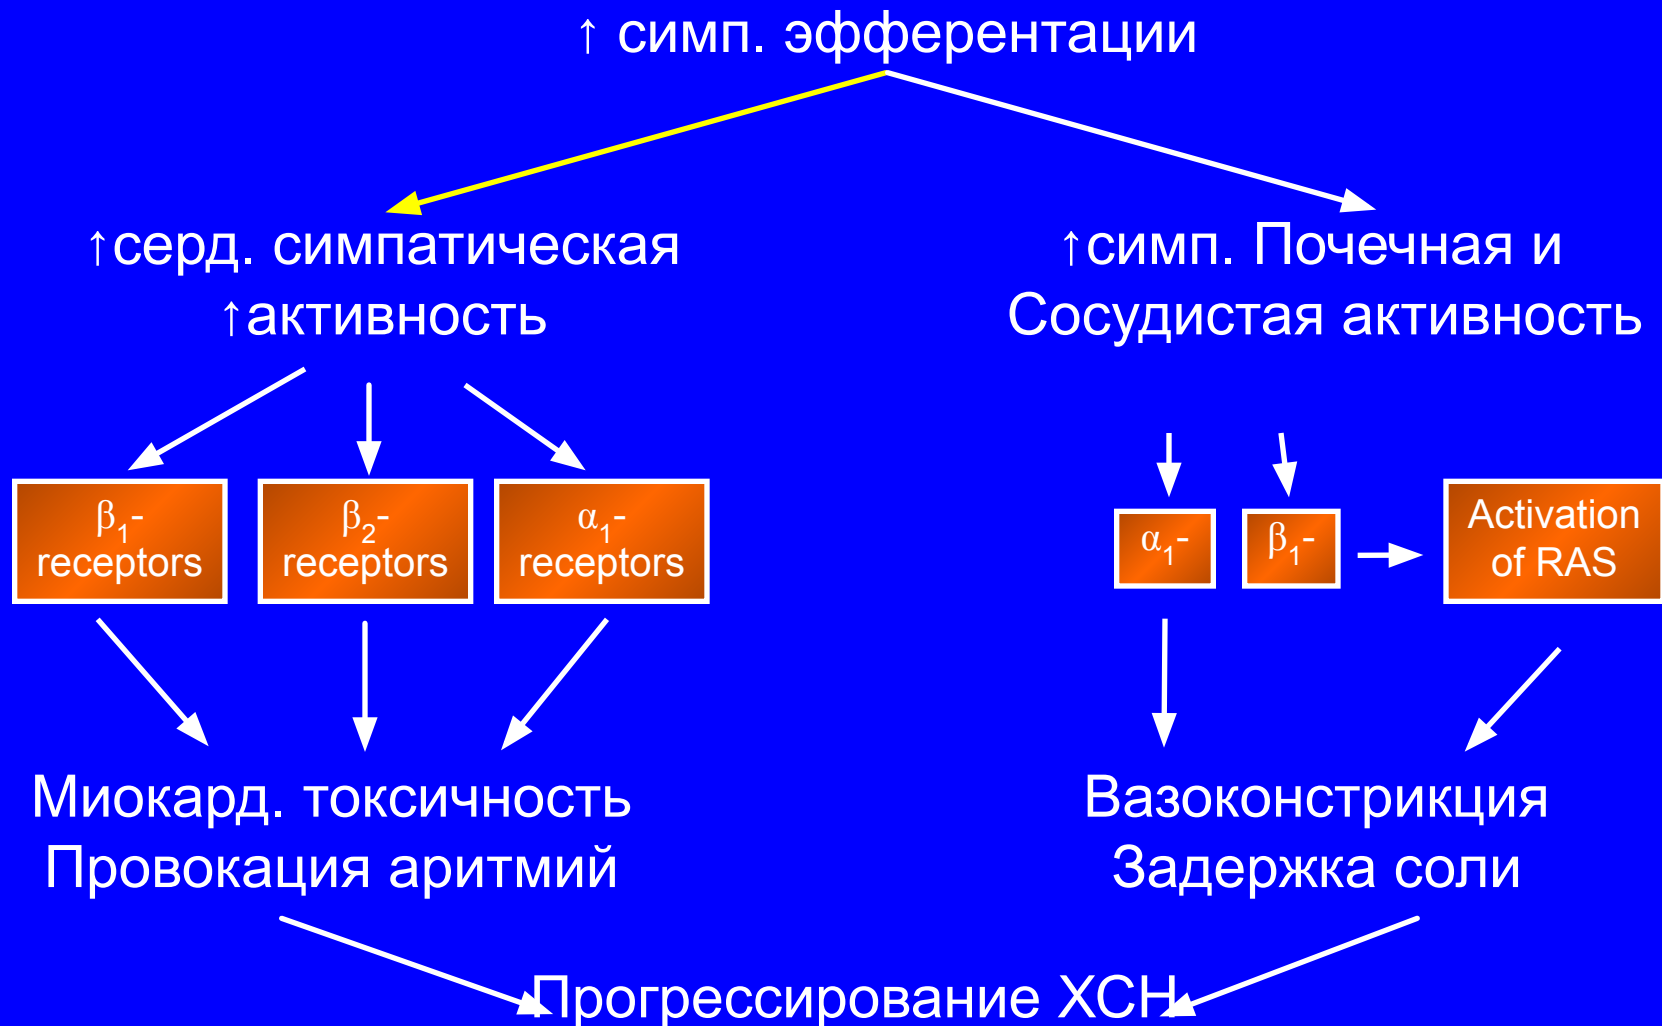 ↑ симп. эфферентации
↑серд. симпатическая
↑активность
↑симп. Почечная и
Сосудистая активность
β1-
receptors
β2-
receptors
α1-
receptors
α1-
β1-
Activation
of RAS
Миокард. токсичность
Провокация аритмий
Вазоконстрикция
Задержка соли
Прогрессирование ХСН